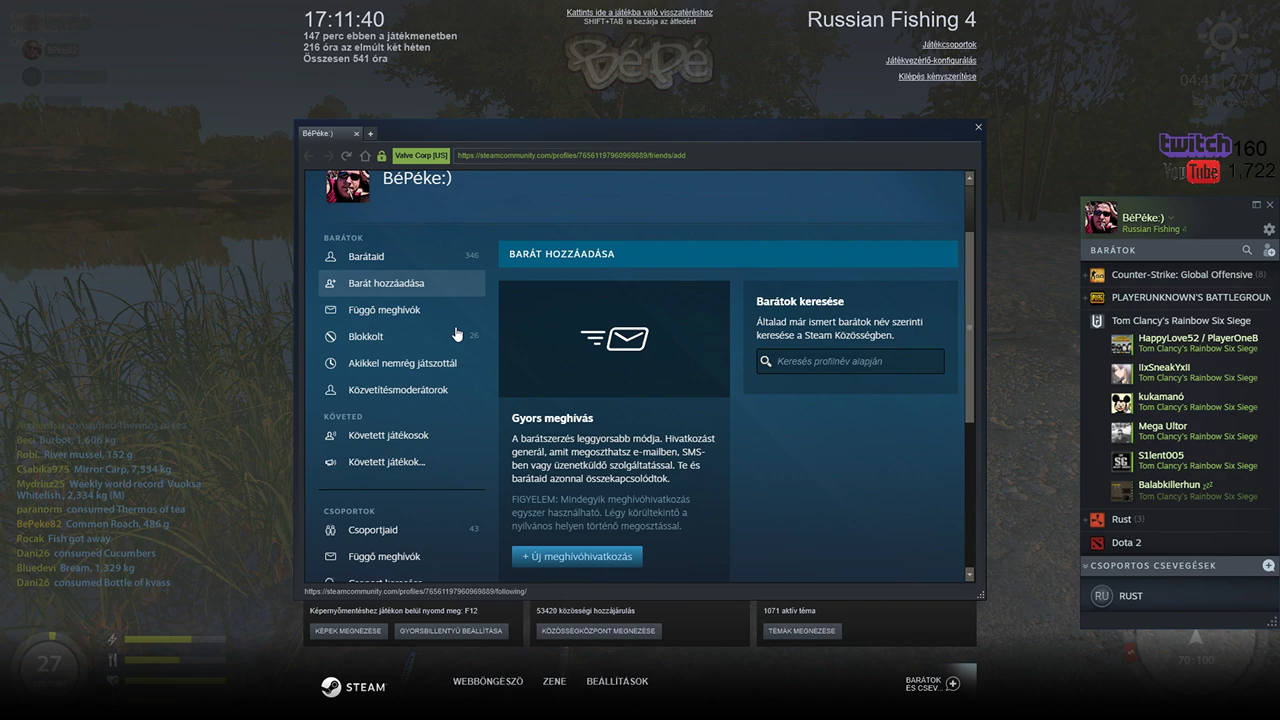 17:11:40
147 perc ebben a játékmenetben
216 óra az elmúlt két héten
Összesen 541 óra
Kattints ide a játékba való visszatéréshez
SHIFT+TAB is bezárja az átfedést
BéPé
Russian Fishing 4
Játékcsoportok
Játékvezérlő-konfigurálás
Kilépés kényszerítése
BéPéke:)
Valve Corp [US]
https://steamcommunity.com/profiles/76561197960969889/friends/add
BéPéke:)
BARÁTOK
Barátaid 346
Barát hozzáadása
Függő meghívók
Blokkolt 26
Akikkel nemrég játszottál
Közvetítésmoderátorok
KÖVETED
Követett játékosok
Követett játékok...
CSOPORTOK
Csoportjaid 43
Függő meghívók
BARÁT HOZZÁADÁSA
Gyors meghívás
A barátszerzés leggyorsabb módja. Hivatkozást
generál, amit megoszthatsz e-mailben, SMS-
ben vagy üzenetküldő szolgáltatással. Te és
barátaid azonnal összekapcsolódtok.
FIGYELEM: Mindegyik meghívóhivatkozás
egyszer használható. Légy körültekintő a
nyilvános helyen történő megosztással.
+ Új meghívóhivatkozás
Barátok keresése
Általad már ismert barátok név szerinti
keresése a Steam Közösségben.
Keresés profilnév alapján
https://steamcommunity.com/profiles/76561197960969889/following/
Képernyőmentéshez játékon belül nyomd meg: F12
KÉPEK MEGNÉZÉSE
GYORSBILLENTYŰ BEÁLLÍTÁSA
53420 közösségi hozzájárulás
KÖZÖSSÉGKÖZPONT MEGNÉZÉSE
1071 aktív téma
TÉMÁK MEGNÉZÉSE
STEAM
WEBBÖNGÉSZŐ
ZENE
BEÁLLÍTÁSOK
BARÁTOK
ÉS CSEV...
twitch 160
YouTube 1,722
BéPéke:)
Russian Fishing 4
BARÁTOK
Counter-Strike: Global Offensive (8)
PLAYERUNKNOWN'S BATTLEGROUN
Tom Clancy's Rainbow Six Siege
HappyLove52 / PlayerOneB
Tom Clancy's Rainbow Six Siege
IIxSneakYxII
Tom Clancy's Rainbow Six Siege
kukamanó
Tom Clancy's Rainbow Six Siege
Mega Ultor
Tom Clancy's Rainbow Six Siege
S1lent005
Tom Clancy's Rainbow Six Siege
Balabkillerhun zzz
Tom Clancy's Rainbow Six Siege
Rust (3)
Dota 2
CSOPORTOS CSEVEGÉSEK
RU RUST
consumed Thermos of tea
Beci Burbot, 1,606 kg
Robi. River mussel, 152 g
Csabika975 Mirror Carp, 7,534 kg
Mydriaz25 Weekly world record Vuoksa
Whitefish, 2,334 kg (M)
paranorm consumed Thermos of tea
BePeke82 Common Roach, 486 g
Pocak Fish got away
Dani26 consumed Cucumbers
Bluedevi Bream, 1,329 kg
Dani26 consumed Bottle of kvass
27
70:100